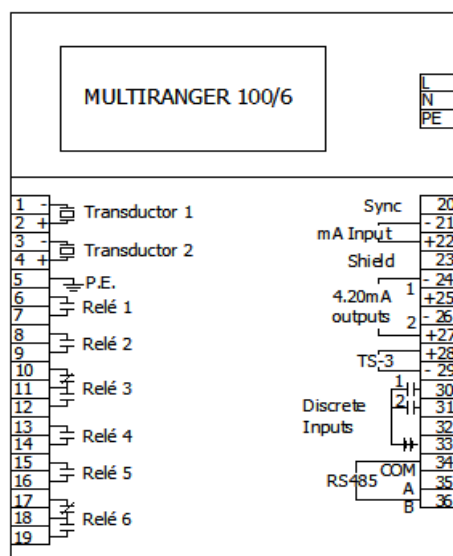 MULTIRANGER 100/6
L
N
PE
1 -
2 +
Transductor 1
3 -
4 +
Transductor 2
5
P.E.
6
7
Relé 1
8
9
Relé 2
10
11
12
Relé 3
13
14
Relé 4
15
16
Relé 5
17
18
19
Relé 6
Sync
20
mA Input
- 21
+22
Shield
23
4.20mA
outputs
1
- 24
+25
2
- 26
+27
TS-3
+28
- 29
Discrete
Inputs
1
30
2
31
32
33
RS485
COM
34
A
35
B
36